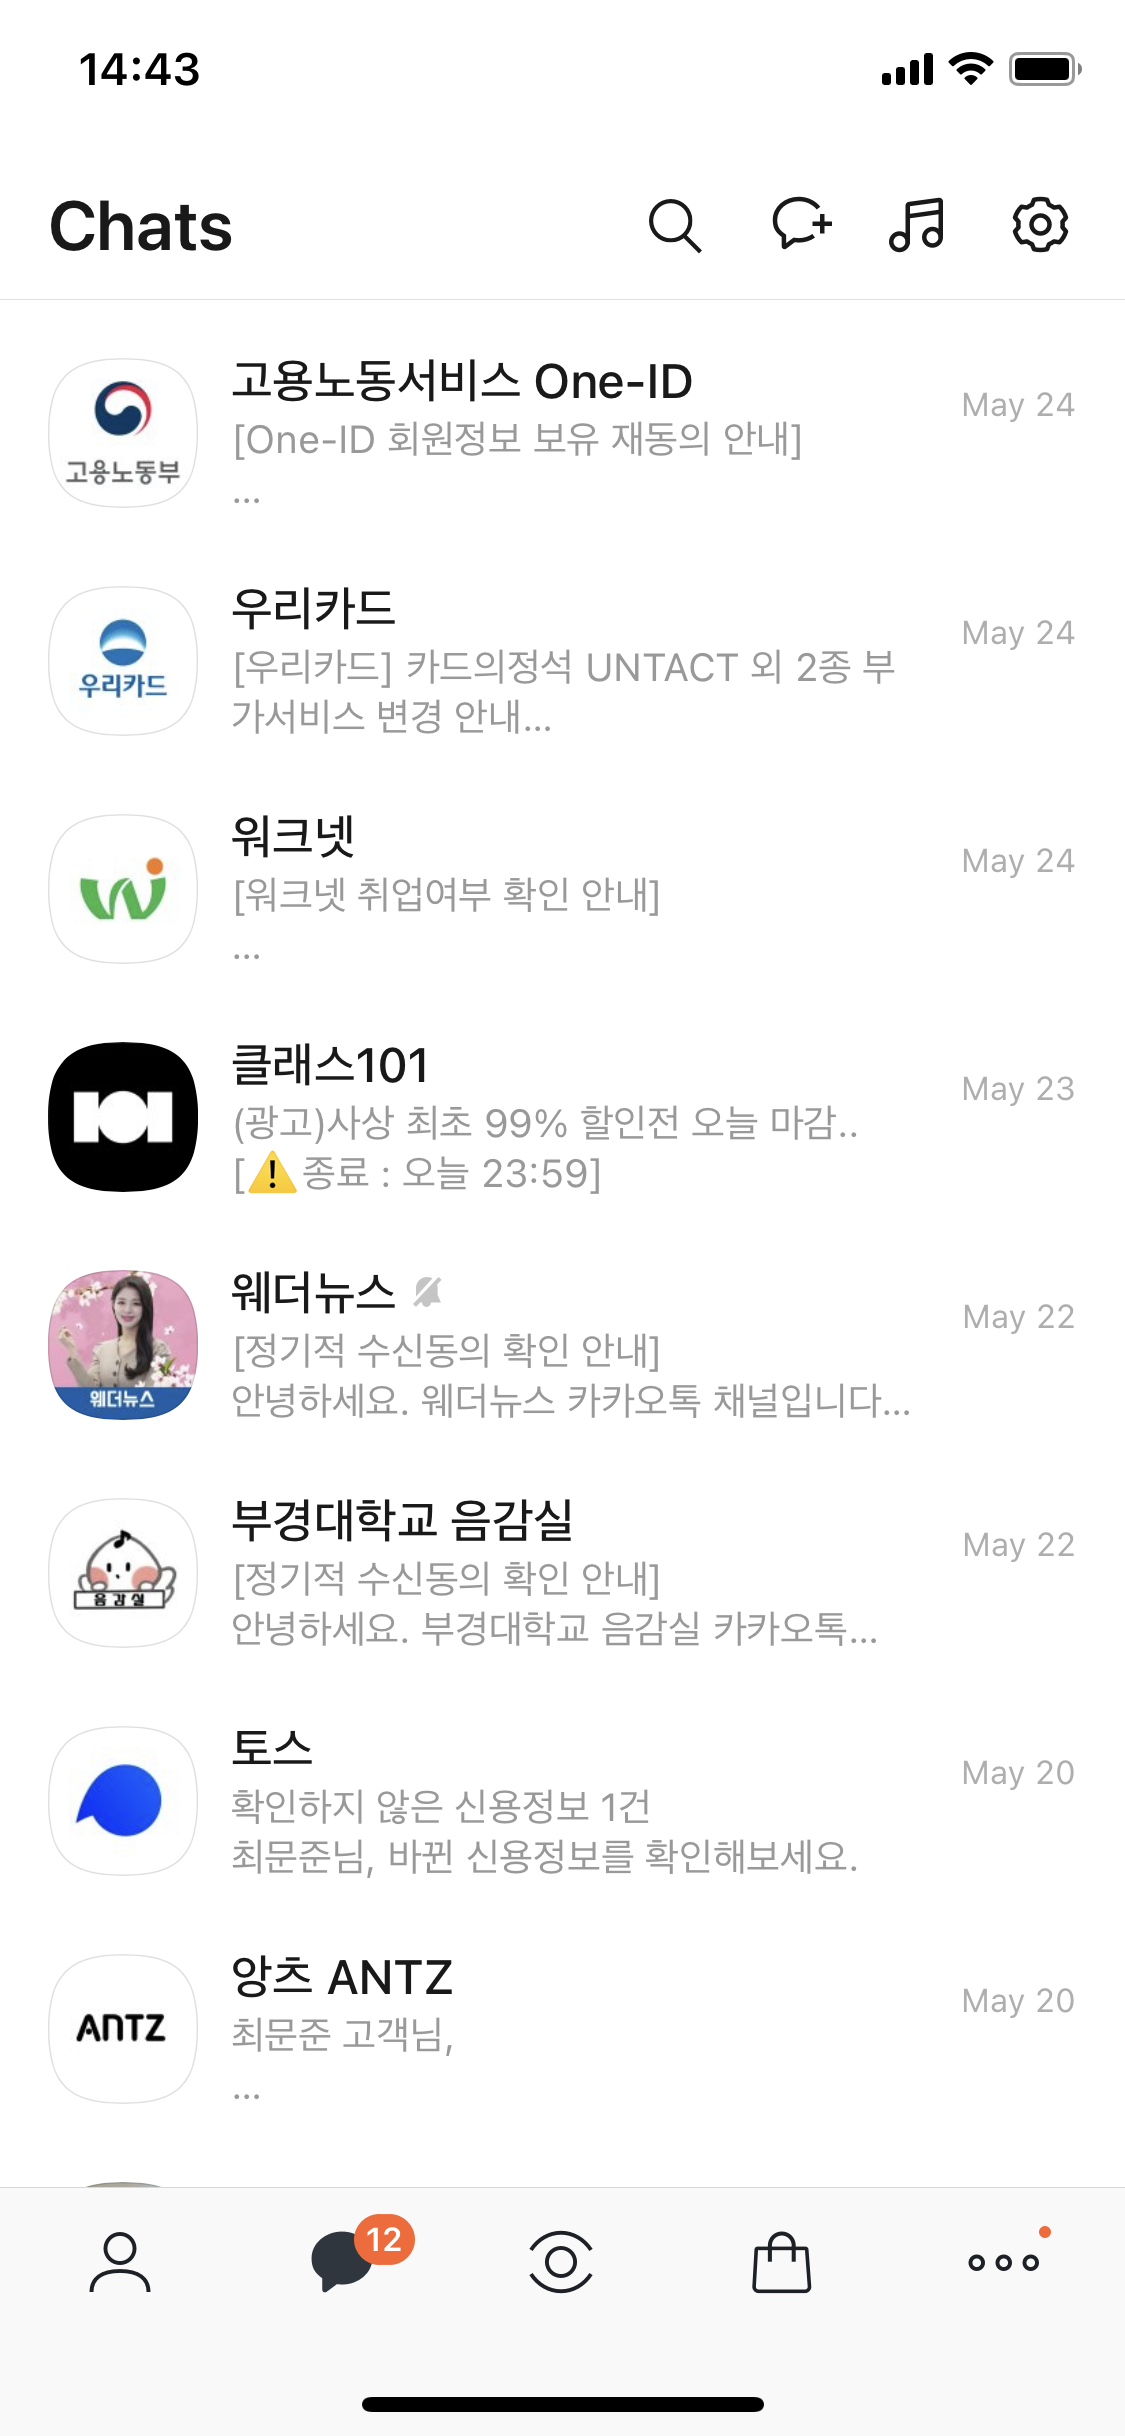 14:43
Chats
고용노동부
고용노동서비스 One-ID
May 24
[One-ID 회원정보 보유 재동의 안내]
...
우리카드
우리카드
May 24
[우리카드] 카드의정석 UNTACT 외 2종 부
가서비스 변경 안내...
워크넷
May 24
[워크넷 취업여부 확인 안내]
...
101
클래스101
May 23
(광고)사상 최초 99% 할인전 오늘 마감..
[⚠️종료 : 오늘 23:59]
웨더뉴스
웨더뉴스
May 22
[정기적 수신동의 확인 안내]
안녕하세요. 웨더뉴스 카카오톡 채널입니다...
음감실
부경대학교 음감실
May 22
[정기적 수신동의 확인 안내]
안녕하세요. 부경대학교 음감실 카카오톡...
토스
May 20
확인하지 않은 신용정보 1건
최문준님, 바뀐 신용정보를 확인해보세요.
ANTZ
앙츠 ANTZ
May 20
최문준 고객님,
...
12